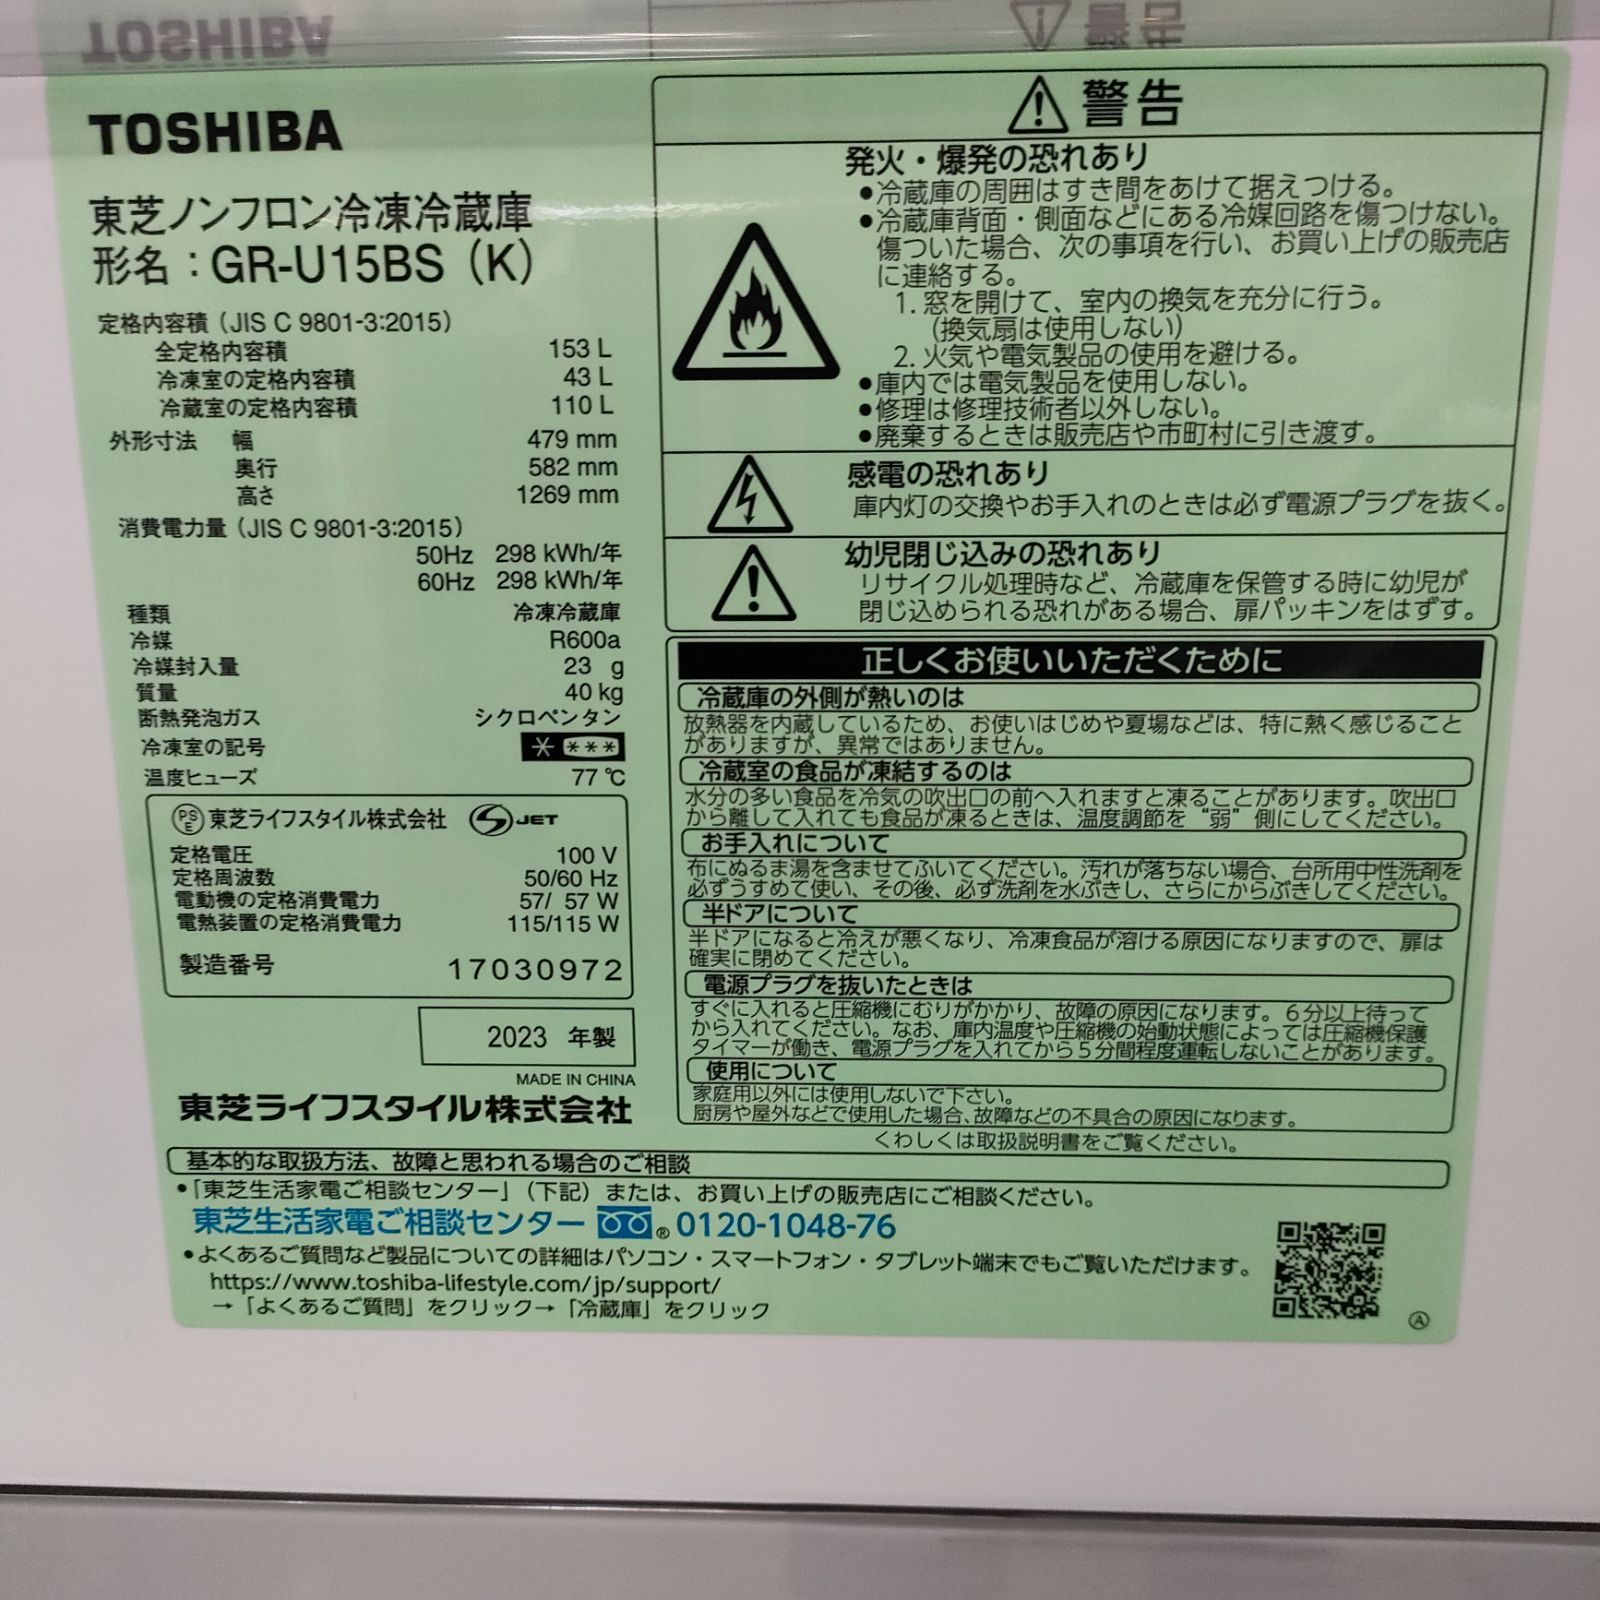 TOSHIBA
東芝ノンフロン冷凍冷蔵庫
形名：GR-U15BS（K）
定格内容積（JIS C 9801-3:2015）
全定格内容積 153 L
冷凍室の定格内容積 43 L
冷蔵室の定格内容積 110 L
外形寸法 幅 479 mm
奥行 582 mm
高さ 1269 mm
消費電力量（JIS C 9801-3:2015）
50Hz 298 kWh/年
60Hz 298 kWh/年
種類 冷凍冷蔵庫
冷媒 R600a
冷媒封入量 23 g
質量 40 kg
断熱発泡ガス シクロペンタン
冷凍室の記号 * ***
温度ヒューズ 77 ℃
PSE 東芝ライフスタイル株式会社 S JET
定格電圧 100 V
定格周波数 50/60 Hz
電動機の定格消費電力 57/ 57 W
電熱装置の定格消費電力 115/115 W
製造番号 17030972
2023 年製
MADE IN CHINA
東芝ライフスタイル株式会社
警告
発火・爆発の恐れあり
●冷蔵庫の周囲はすき間をあけて据えつける。
●冷蔵庫背面・側面などにある冷媒回路を傷つけない。
傷ついた場合、次の事項を行い、お買い上げの販売店
に連絡する。
1. 窓を開けて、室内の換気を充分に行う。
（換気扇は使用しない）
2. 火気や電気製品の使用を避ける。
●庫内では電気製品を使用しない。
●修理は修理技術者以外しない。
●廃棄するときは販売店や市町村に引き渡す。
感電の恐れあり
庫内灯の交換やお手入れのときは必ず電源プラグを抜く。
幼児閉じ込みの恐れあり
リサイクル処理時など、冷蔵庫を保管する時に幼児が
閉じ込められる恐れがある場合、扉パッキンをはずす。
正しくお使いいただくために
冷蔵庫の外側が熱いのは
放熱器を内蔵しているため、お使いはじめや夏場などは、特に熱く感じること
がありますが、異常ではありません。
冷蔵室の食品が凍結するのは
水分の多い食品を冷気の吹出口の前へ入れますと凍ることがあります。吹出口
から離して入れても食品が凍るときは、温度調節を“弱”側にしてください。
お手入れについて
布にぬるま湯を含ませてふいてください。汚れが落ちない場合、台所用中性洗剤を
必ずうすめて使い、その後、必ず洗剤を水ぶきし、さらにからぶきしてください。
半ドアについて
半ドアになると冷えが悪くなり、冷凍食品が溶ける原因になりますので、扉は
確実に閉めてください。
電源プラグを抜いたときは
すぐに入れると圧縮機にむりがかかり、故障の原因になります。6分以上待って
から入れてください。なお、庫内温度や圧縮機の始動状態によっては圧縮機保護
タイマーが働き、電源プラグを入れてから5分間程度運転しないことがあります。
使用について
家庭用以外には使用しないで下さい。
厨房や屋外などで使用した場合、故障などの不具合の原因になります。
くわしくは取扱説明書をご覧ください。
基本的な取扱方法、故障と思われる場合のご相談
●「東芝生活家電ご相談センター」（下記）または、お買い上げの販売店にご相談ください。
東芝生活家電ご相談センター ® 0120-1048-76
●よくあるご質問など製品についての詳細はパソコン・スマートフォン・タブレット端末でもご覧いただけます。
https://www.toshiba-lifestyle.com/jp/support/
→「よくあるご質問」をクリック→「冷蔵庫」をクリック
Ⓐ